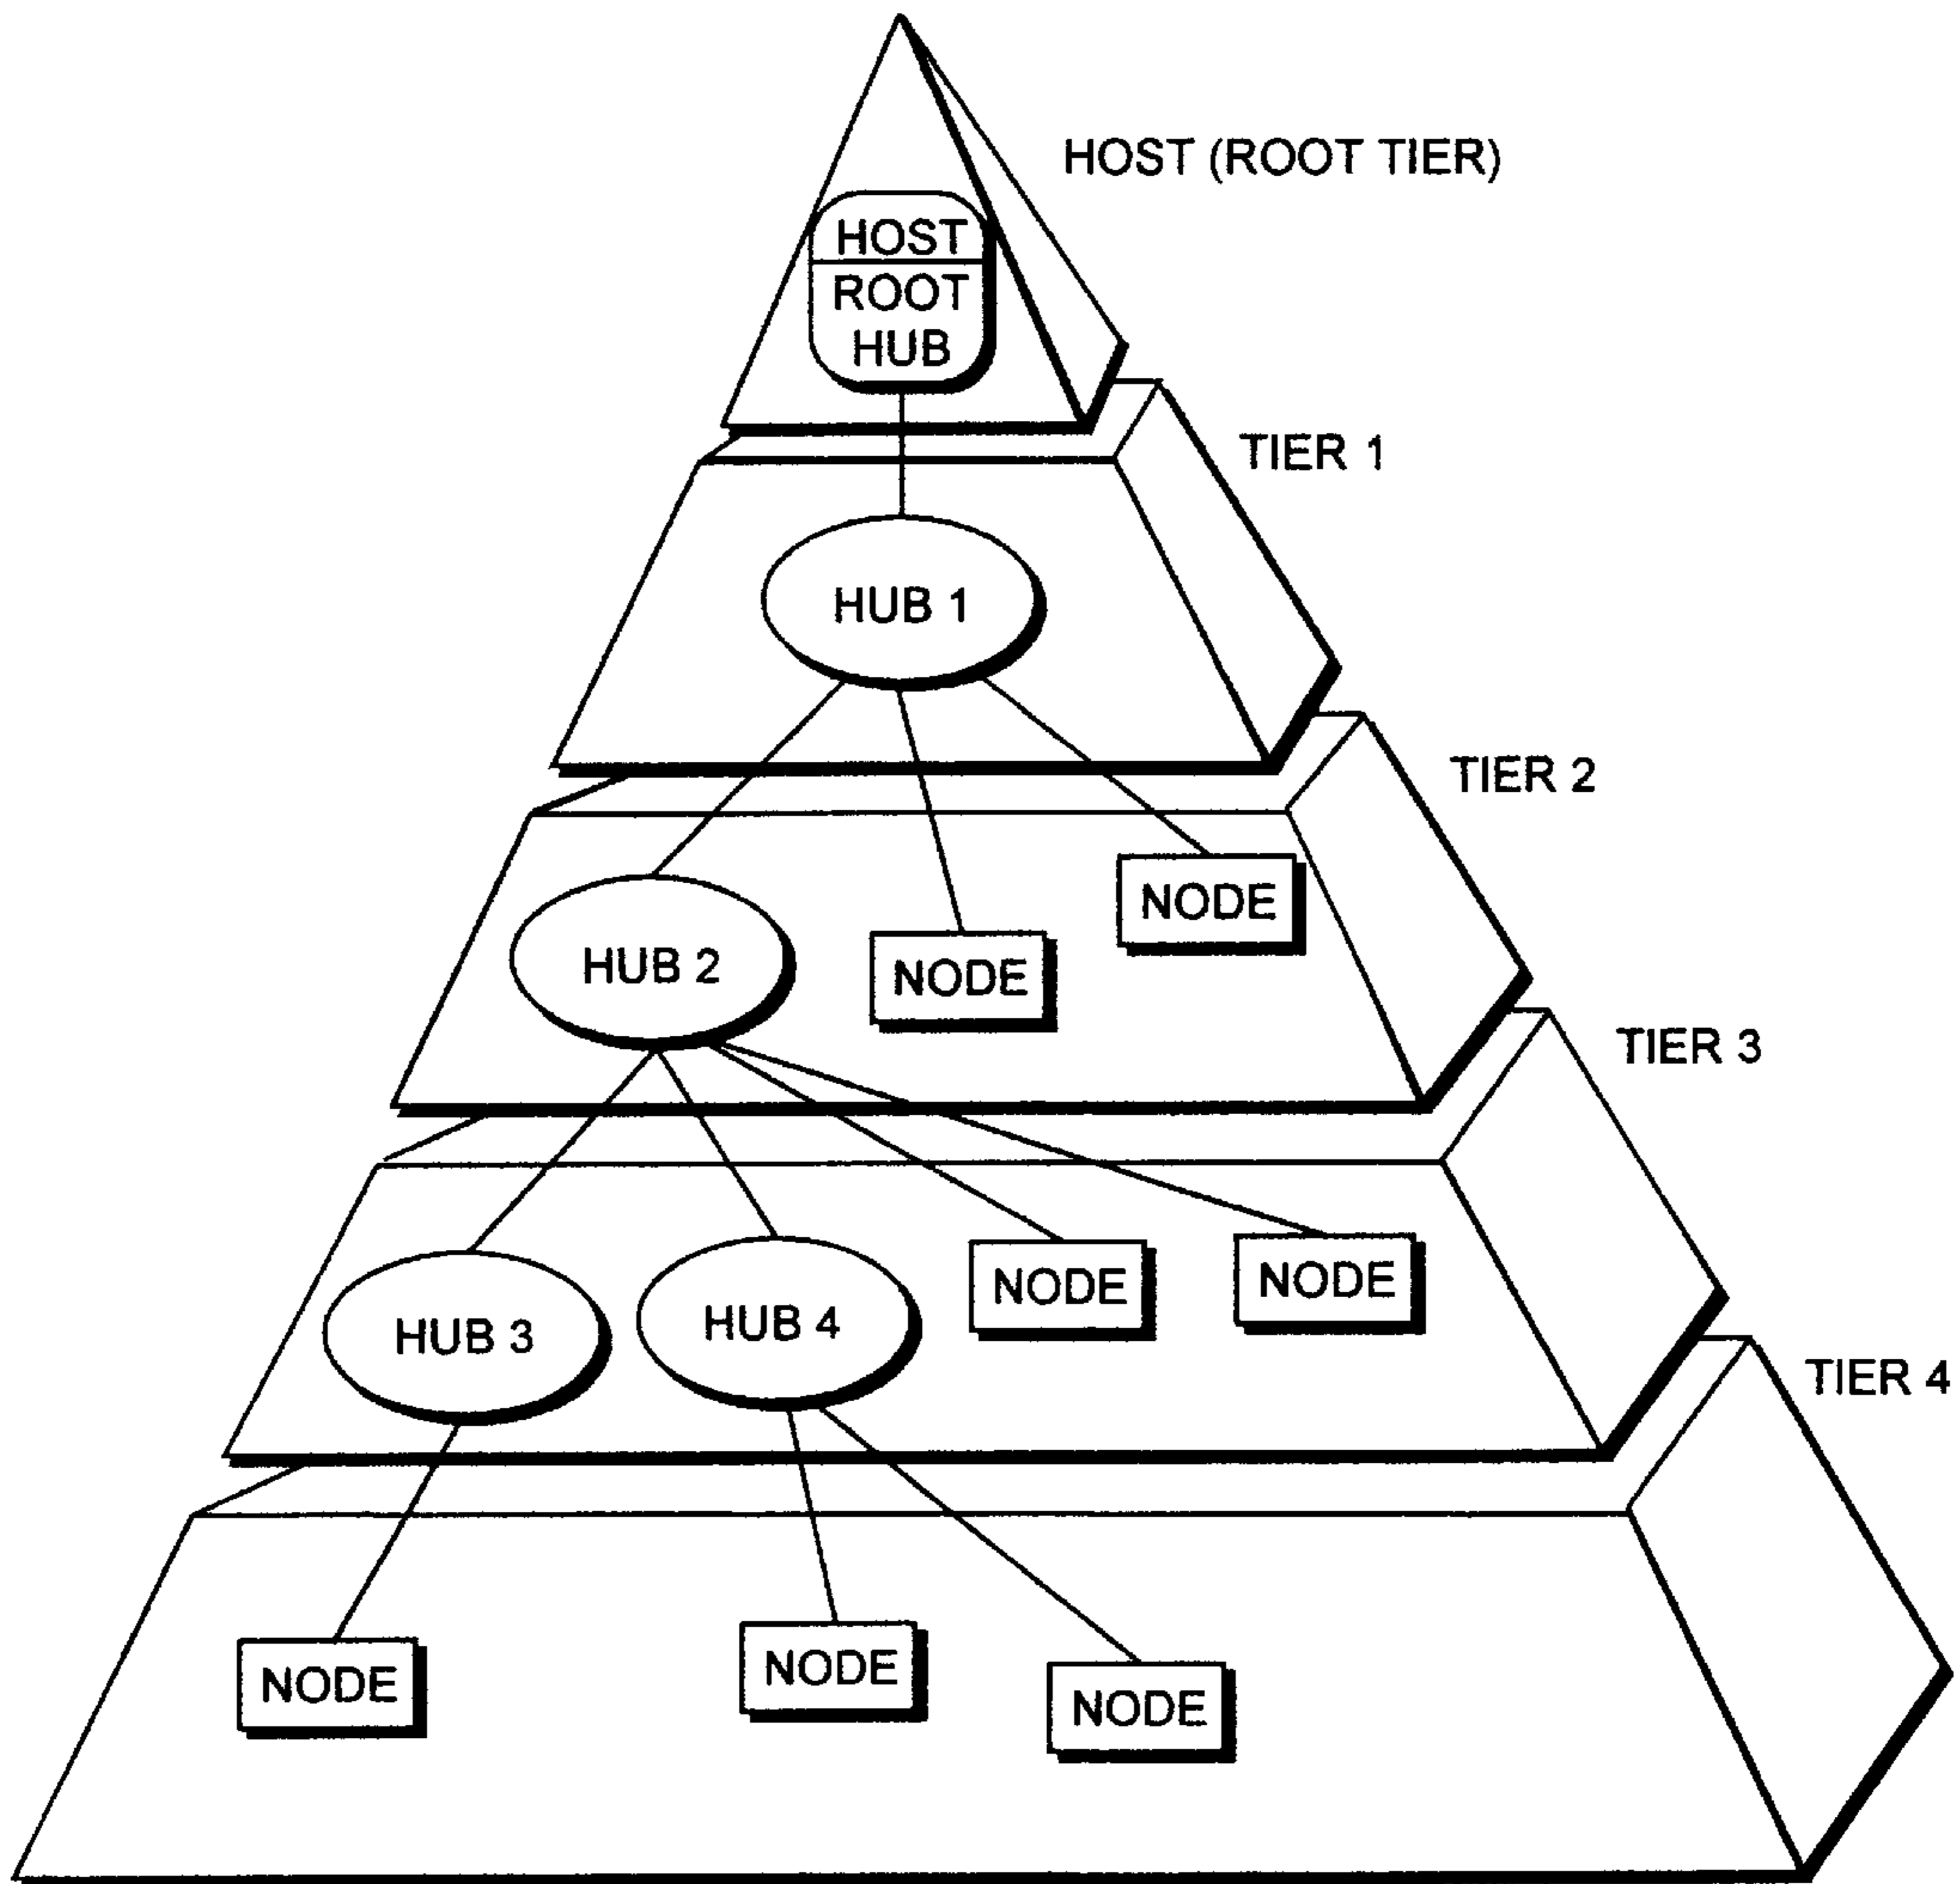 HOST (ROOT TIER)
HOST
ROOT
HUB
TIER 1
HUB 1
TIER 2
NODE
HUB 2
NODE
TIER 3
NODE
NODE
HUB 3
HUB 4
TIER 4
NODE
NODE
NODE